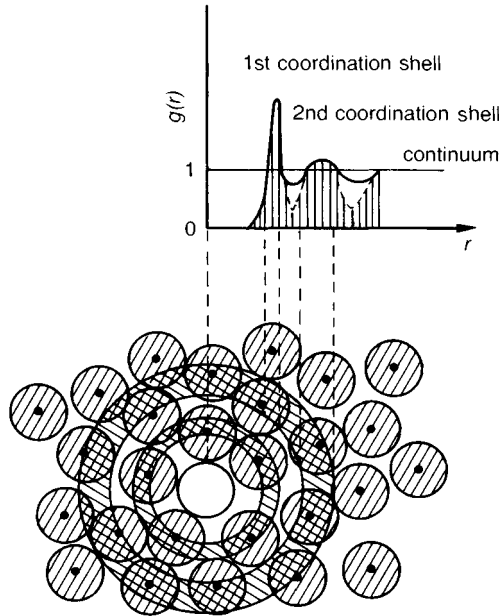 1st coordination shell
g(r)
2nd coordination shell
continuum
1
0
r